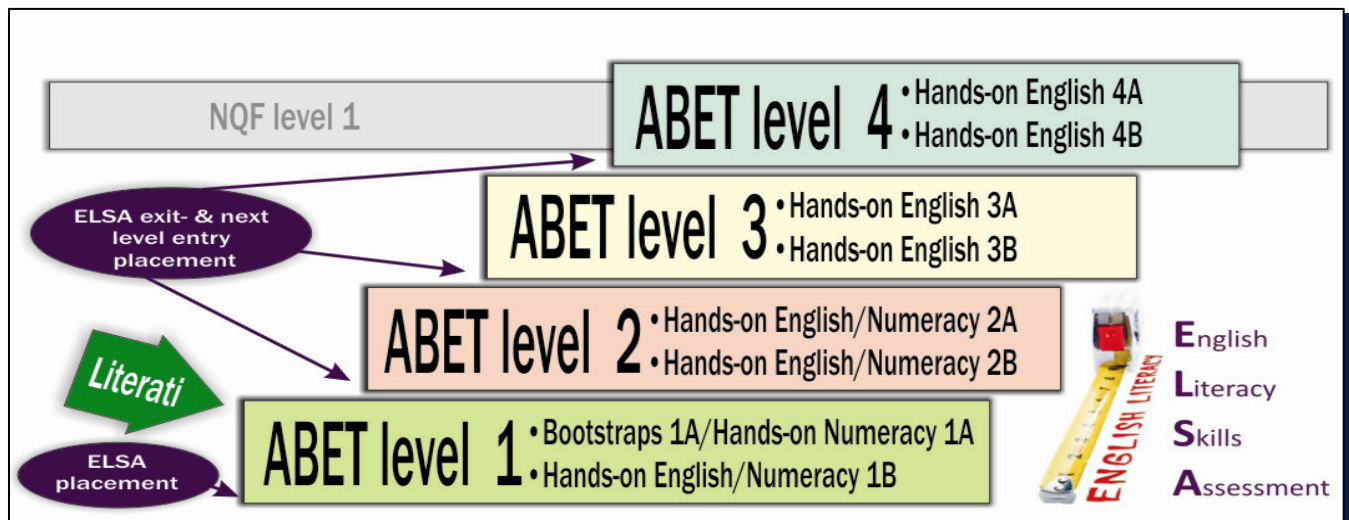 NQF level 1
ABET level 4
• Hands-on English 4A
• Hands-on English 4B
ELSA exit- & next
level entry
placement
ABET level 3
• Hands-on English 3A
• Hands-on English 3B
ABET level 2
• Hands-on English/Numeracy 2A
• Hands-on English/Numeracy 2B
Literati
ABET level 1
• Bootstraps 1A/Hands-on Numeracy 1A
• Hands-on English/Numeracy 1B
ELSA
placement
ENGLISH LITERACY
English
Literacy
Skills
Assessment